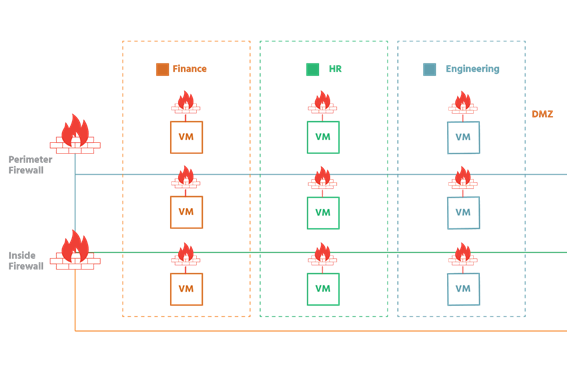 Finance
HR
Engineering
DMZ
VM
VM
VM
Perimeter
Firewall
VM
VM
VM
Inside
Firewall
VM
VM
VM